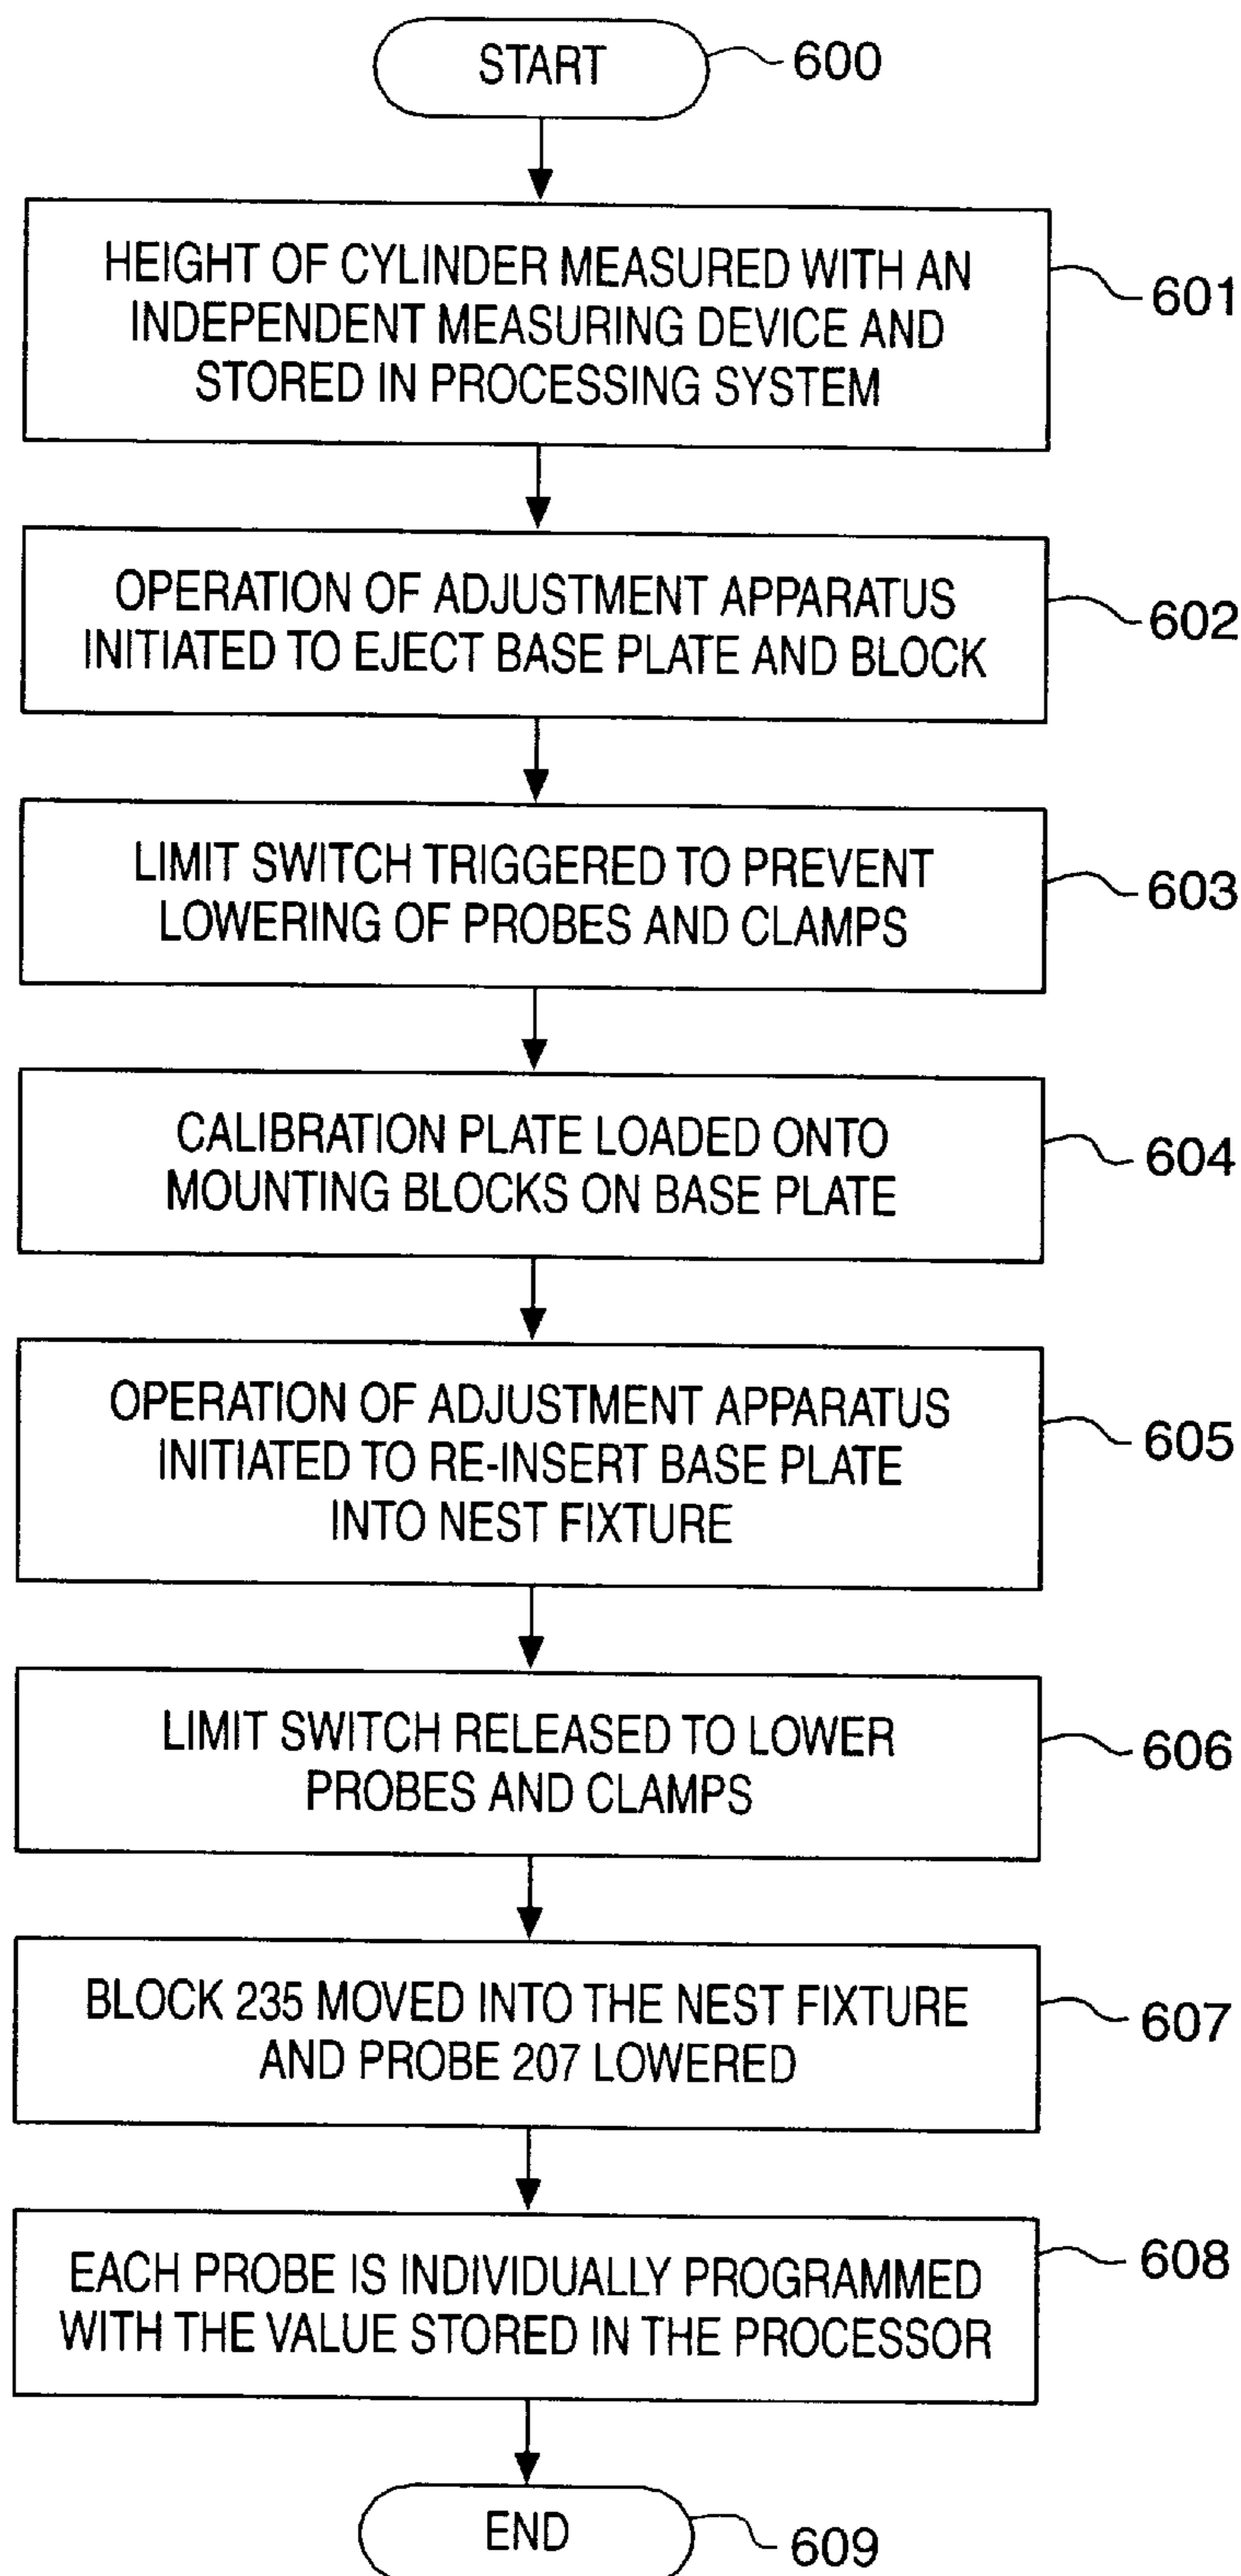 START
600
HEIGHT OF CYLINDER MEASURED WITH AN
INDEPENDENT MEASURING DEVICE AND
STORED IN PROCESSING SYSTEM
601
OPERATION OF ADJUSTMENT APPARATUS
INITIATED TO EJECT BASE PLATE AND BLOCK
602
LIMIT SWITCH TRIGGERED TO PREVENT
LOWERING OF PROBES AND CLAMPS
603
CALIBRATION PLATE LOADED ONTO
MOUNTING BLOCKS ON BASE PLATE
604
OPERATION OF ADJUSTMENT APPARATUS
INITIATED TO RE-INSERT BASE PLATE
INTO NEST FIXTURE
605
LIMIT SWITCH RELEASED TO LOWER
PROBES AND CLAMPS
606
BLOCK 235 MOVED INTO THE NEST FIXTURE
AND PROBE 207 LOWERED
607
EACH PROBE IS INDIVIDUALLY PROGRAMMED
WITH THE VALUE STORED IN THE PROCESSOR
608
END
609